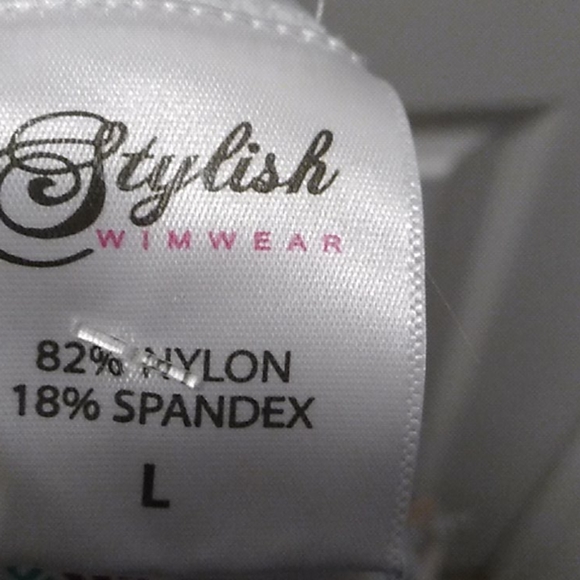 Stylish
WIMWEAR
82% NYLON
18% SPANDEX
L